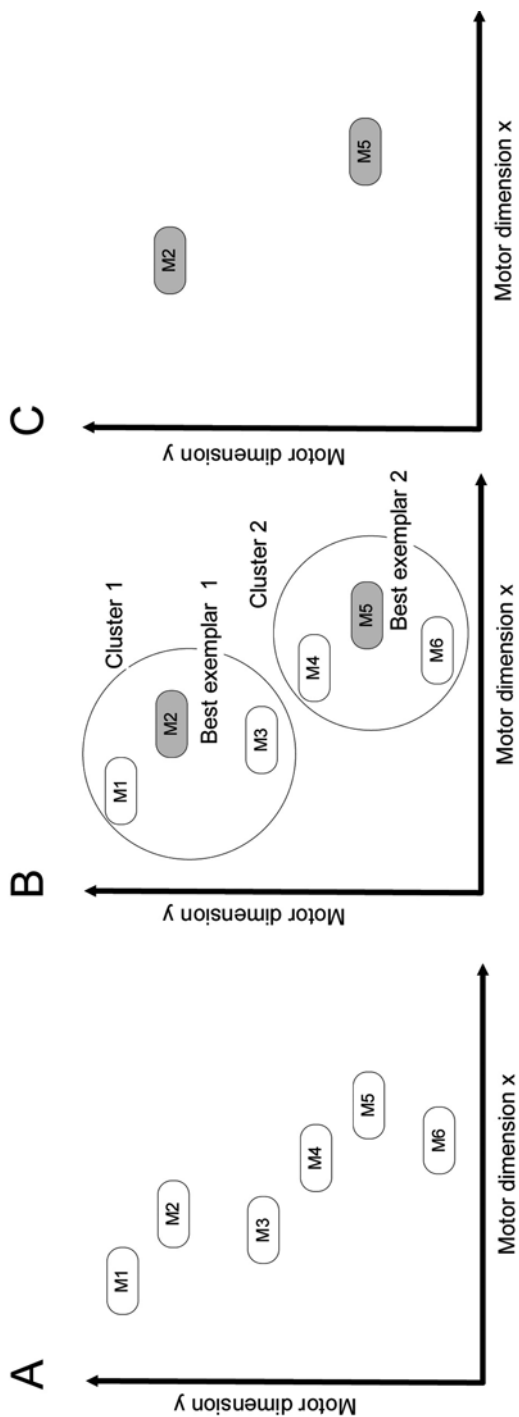 A
Motor dimension y
M1
M2
M3
M4
M5
M6
Motor dimension x
B
Motor dimension y
Cluster 1
M1
M2
Best exemplar 1
M3
Cluster 2
M4
M5
Best exemplar 2
M6
Motor dimension x
C
Motor dimension y
M2
M5
Motor dimension x